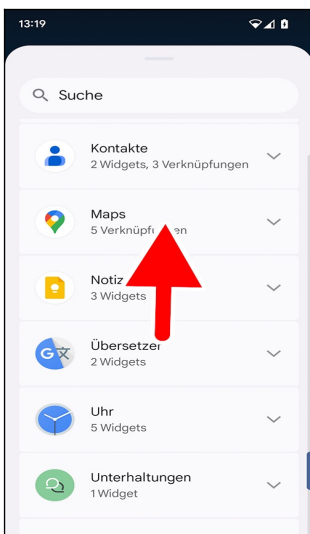 13:19
Suche
Kontakte
2 Widgets, 3 Verknüpfungen
Maps
5
Notiz
3 Widgets
Übersetzer
2 Widgets
Uhr
5 Widgets
Unterhaltungen
1 Widget